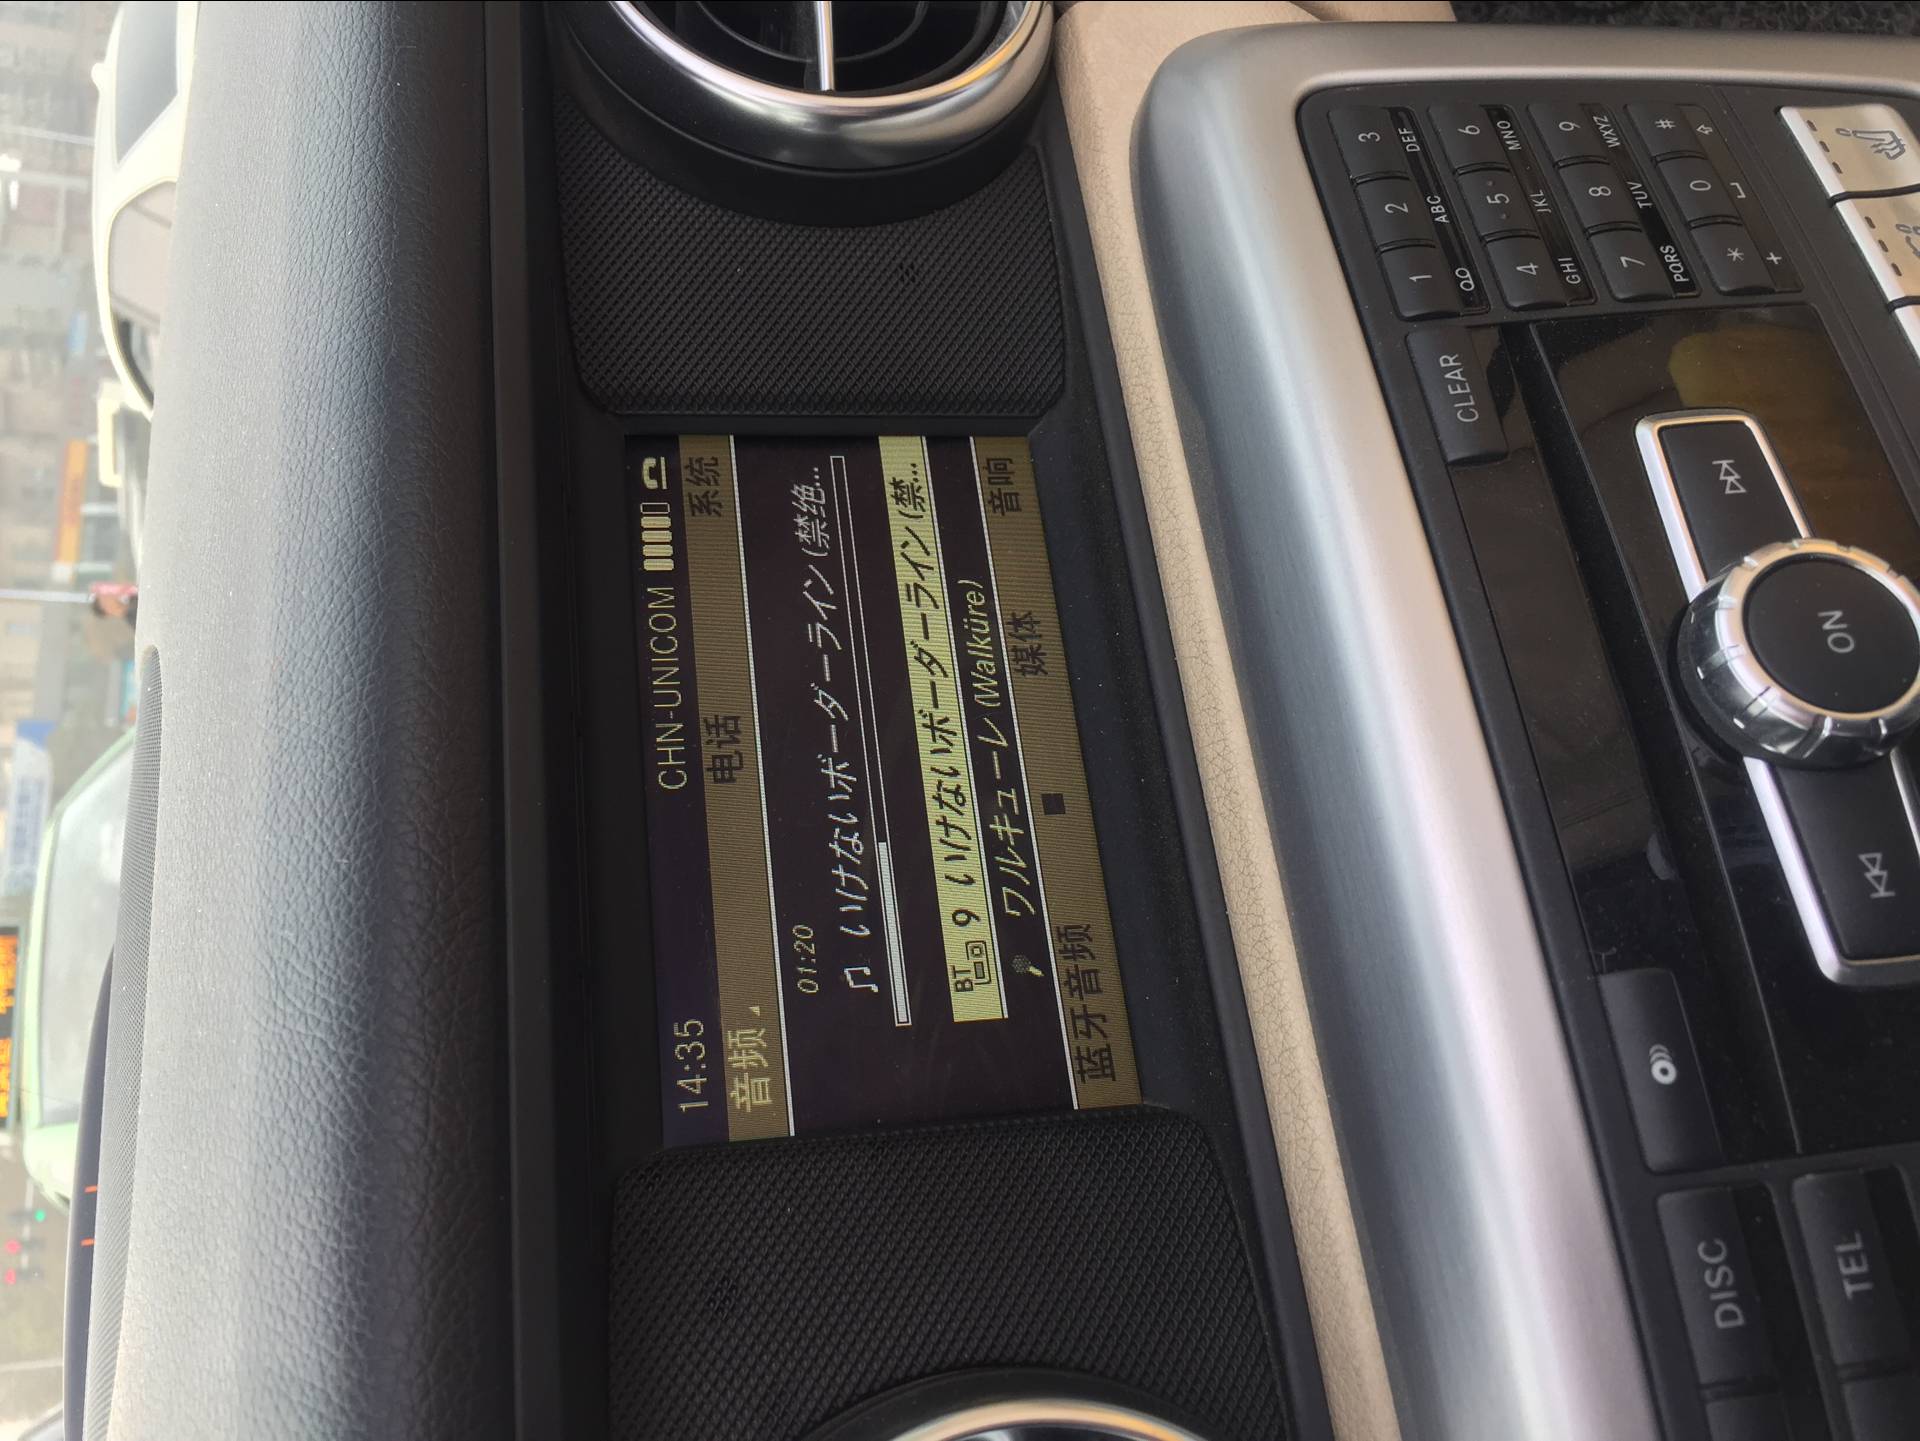 14:35 CHN-UNICOM
音频 电话 系统
01:20
いけないボーダーライン (禁绝...
BT 9 いけないボーダーライン (禁...
ワルキューレ (Walküre)
蓝牙音频 媒体 音响
CLEAR
1 2 3
ABC DEF
4 5 6
GHI JKL MNO
7 8 9
PQRS TUV WXYZ
* 0 #
+
DISC
TEL
ON